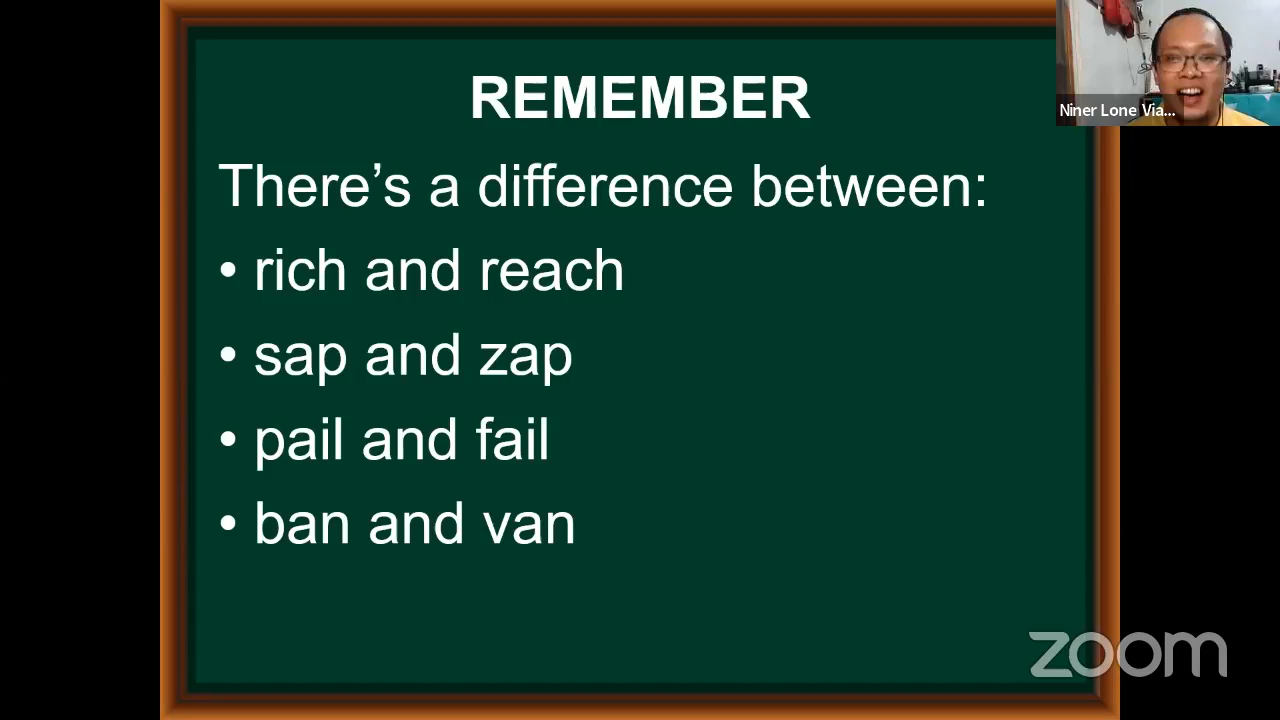 REMEMBER
Niner Lone Via...
There’s a difference between:
• rich and reach
• sap and zap
• pail and fail
• ban and van
zoom